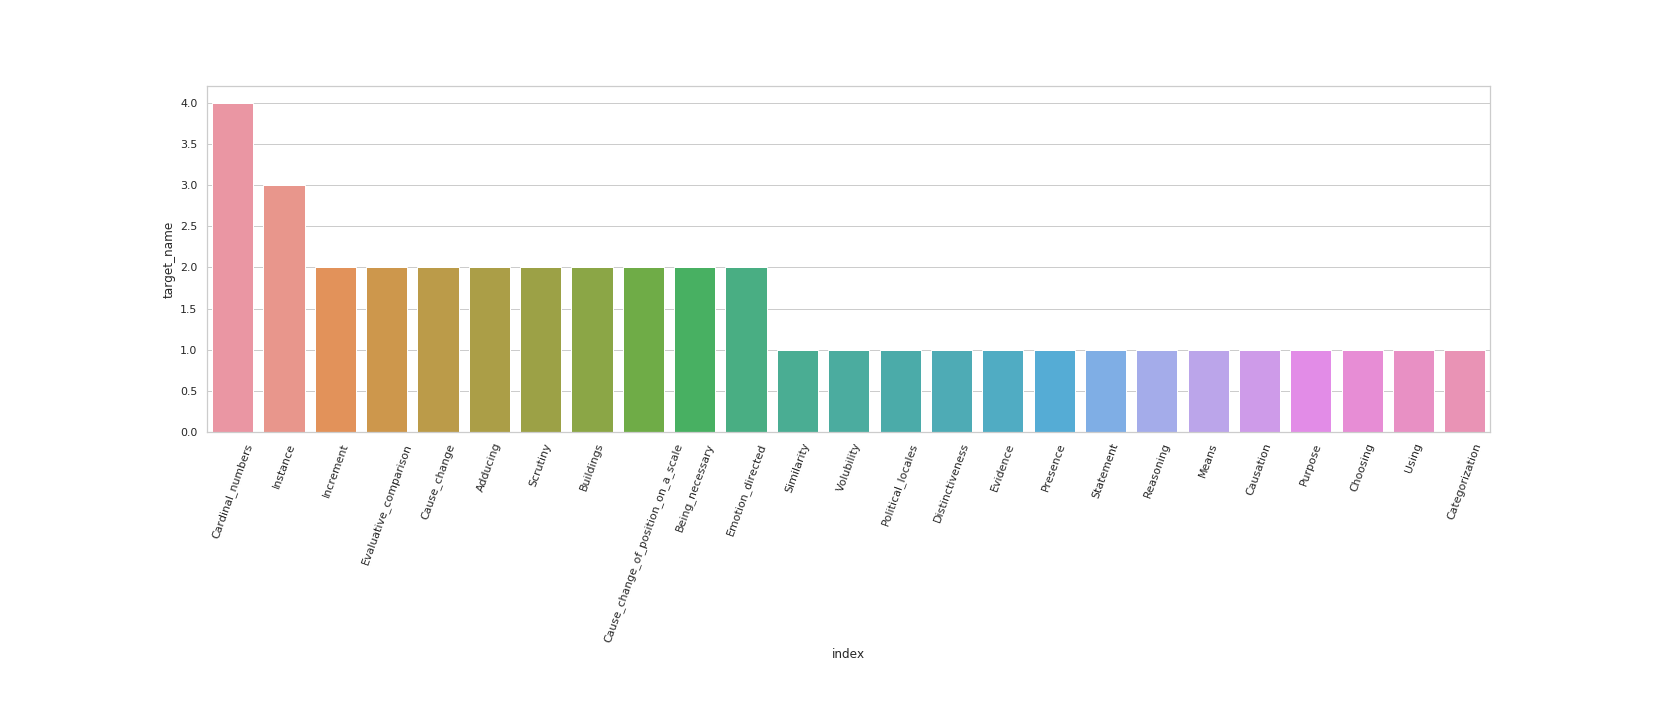 4.0
3.5
3.0
2.5
2.0
1.5
1.0
0.5
0.0
target_name
Cardinal_numbers
Instance
Increment
Evaluative_comparison
Cause_change
Adducing
Scrutiny
Buildings
Cause_change_of_position_on_a_scale
Being_necessary
Emotion_directed
Similarity
Volubility
Political_locales
Distinctiveness
Evidence
Presence
Statement
Reasoning
Means
Causation
Purpose
Choosing
Using
Categorization
index